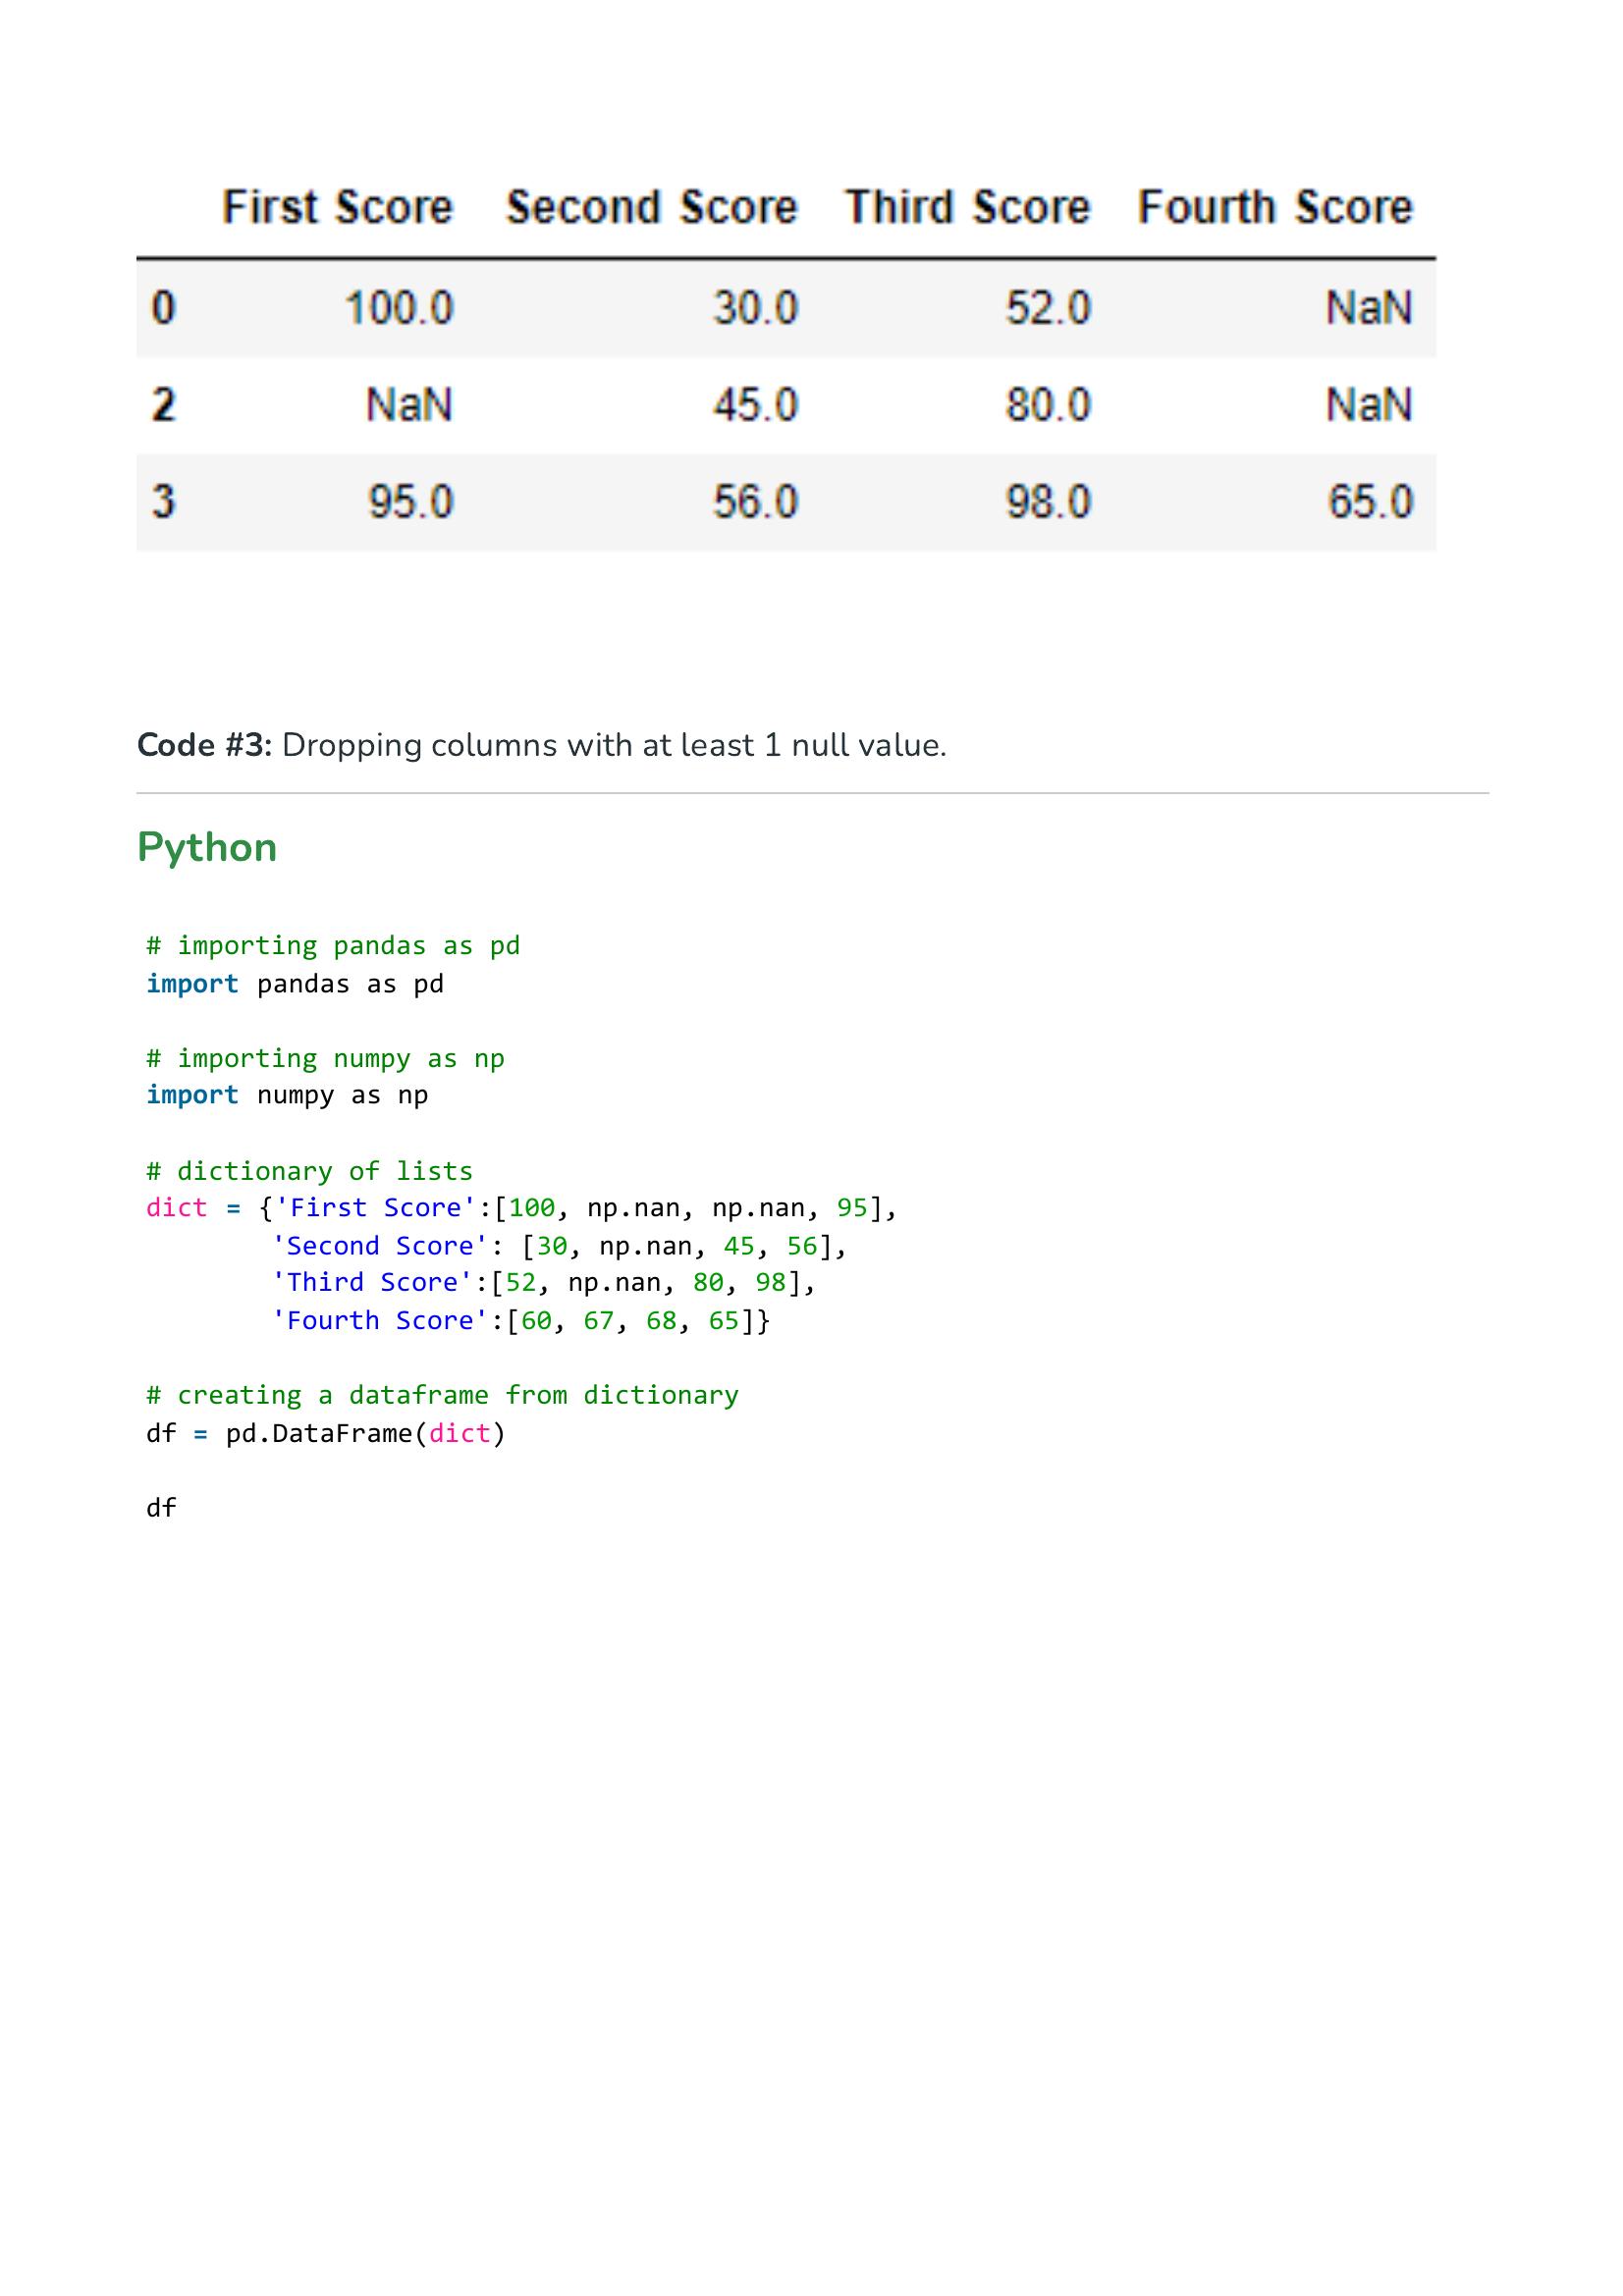 First Score Second Score Third Score Fourth Score
0 100.0 30.0 52.0 NaN
2 NaN 45.0 80.0 NaN
3 95.0 56.0 98.0 65.0
Code #3: Dropping columns with at least 1 null value.
Python
# importing pandas as pd
import pandas as pd
# importing numpy as np
import numpy as np
# dictionary of lists
dict = {'First Score':[100, np.nan, np.nan, 95],
'Second Score': [30, np.nan, 45, 56],
'Third Score':[52, np.nan, 80, 98],
'Fourth Score':[60, 67, 68, 65]}
# creating a dataframe from dictionary
df = pd.DataFrame(dict)
df